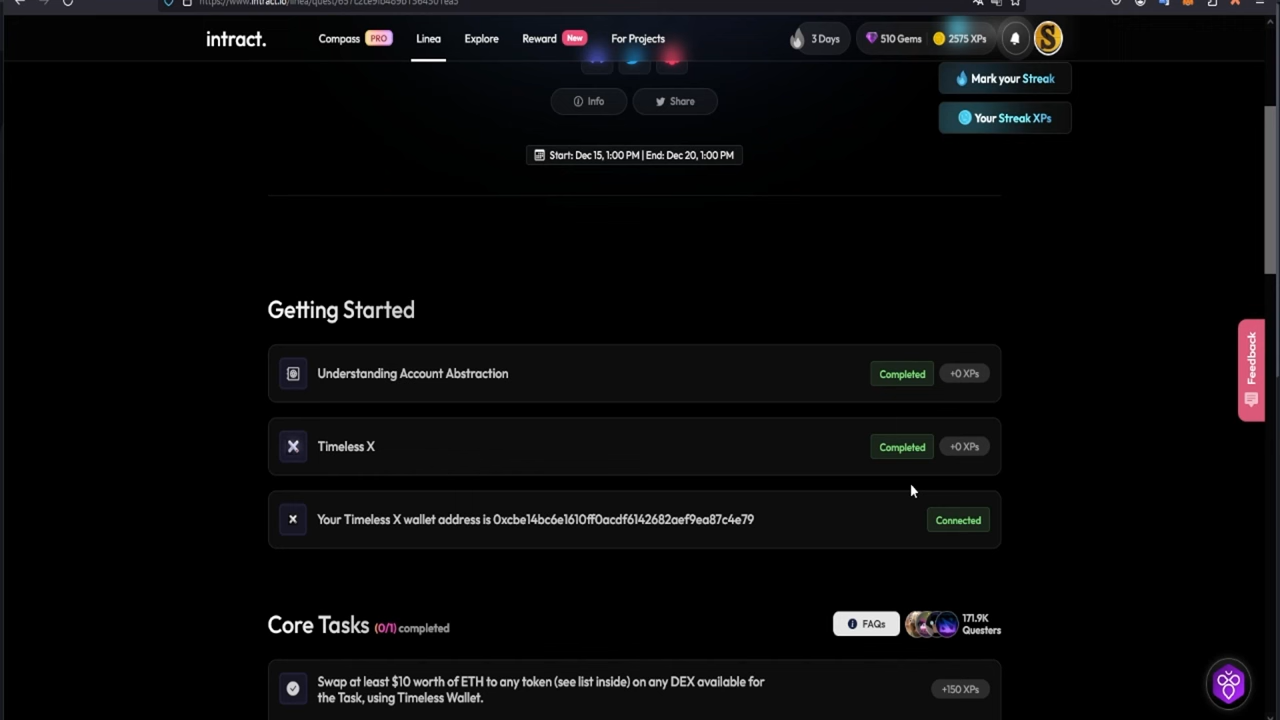 intract.
Compass PRO
Linea
Explore
Reward New
For Projects
3 Days
510 Gems
2575 XPs
S
Mark your Streak
Info
Share
Your Streak XPs
Start: Dec 15, 1:00 PM | End: Dec 20, 1:00 PM
Getting Started
Understanding Account Abstraction
Completed
+0 XPs
Feedback
Timeless X
Completed
+0 XPs
Your Timeless X wallet address is 0xcbe14bc6e1610ff0acdf6142682aef9ea87c4e79
Connected
Core Tasks (0/1) completed
FAQs
171.9K
Questers
Swap at least $10 worth of ETH to any token (see list inside) on any DEX available for
the Task, using Timeless Wallet.
+150 XPs